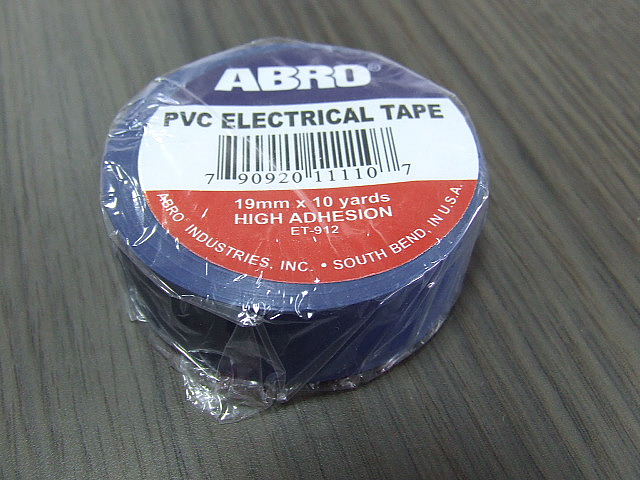 ABRO®
PVC ELECTRICAL TAPE
7 90920 11110 7
19mm x 10 yards
HIGH ADHESION
ET-912
ABRO INDUSTRIES, INC. • SOUTH BEND, IN U.S.A.